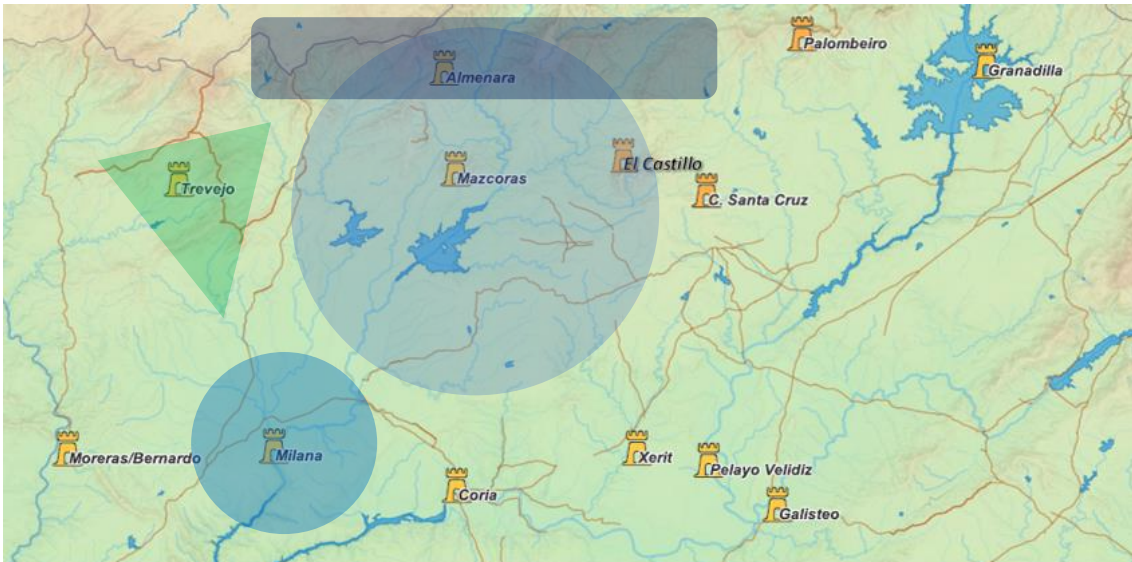 Palombeiro
Almenara
Granadilla
El Castillo
Mazcoras
Trevejo
C. Santa Cruz
Moreras/Bernardo
Milana
Xerit
Pelayo Velidiz
Coria
Galisteo